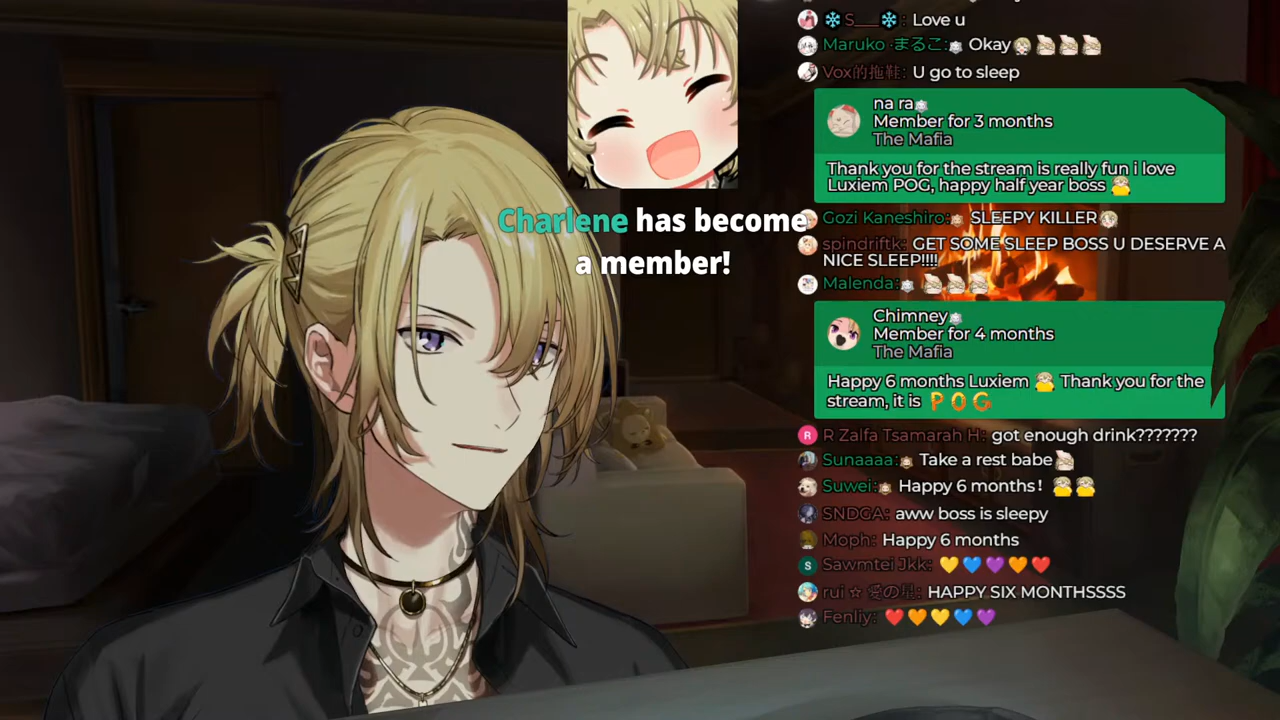 S___: Love u
Maruko ·まるこ: Okay
Vox的拖鞋: U go to sleep
na ra
Member for 3 months
The Mafia
Thank you for the stream is really fun i love
Luxiem POG, happy half year boss
Charlene has become
a member!
Gozi Kaneshiro: SLEEPY KILLER
spindriftk: GET SOME SLEEP BOSS U DESERVE A
NICE SLEEP!!!!
Malenda:
Chimney
Member for 4 months
The Mafia
Happy 6 months Luxiem Thank you for the
stream, it is POG
R Zalfa Tsamarah H: got enough drink???????
Sunaaaa: Take a rest babe
Suwei: Happy 6 months!
SNDGA: aww boss is sleepy
Moph: Happy 6 months
Sawmtei Jkk: 💛💙💜🧡❤️
rui ☆ 愛の星: HAPPY SIX MONTHSSSS
Fenliy: ❤️🧡💛💙💜